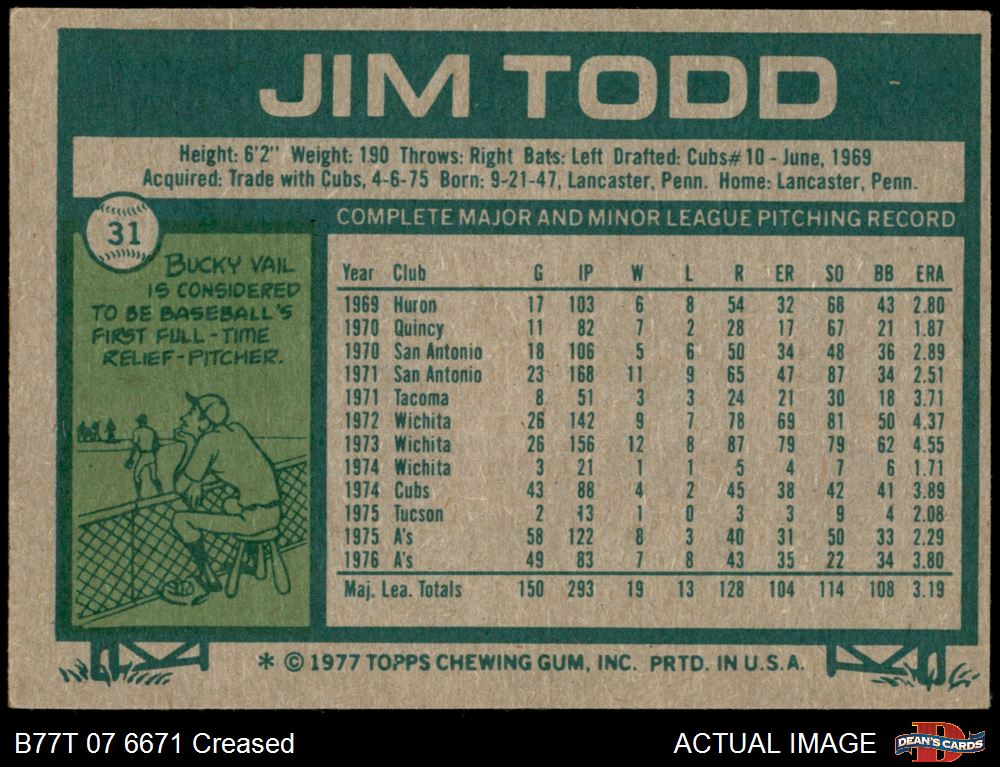 JIM TODD
Height: 6'2" Weight: 190 Throws: Right Bats: Left Drafted: Cubs#10 - June, 1969
Acquired: Trade with Cubs, 4-6-75 Born: 9-21-47, Lancaster, Penn. Home: Lancaster, Penn.
31
BUCKY VAIL
IS CONSIDERED
TO BE BASEBALL'S
FIRST FULL-TIME
RELIEF-PITCHER.
COMPLETE MAJOR AND MINOR LEAGUE PITCHING RECORD
Year Club G IP W L R ER SO BB ERA
1969 Huron 17 103 6 8 54 32 68 43 2.80
1970 Quincy 11 82 7 2 28 17 67 21 1.87
1970 San Antonio 18 106 5 6 50 34 48 36 2.89
1971 San Antonio 23 168 11 9 65 47 87 34 2.51
1971 Tacoma 8 51 3 3 24 21 30 18 3.71
1972 Wichita 26 142 9 7 78 69 81 50 4.37
1973 Wichita 26 156 12 8 87 79 79 62 4.55
1974 Wichita 3 21 1 1 5 4 7 6 1.71
1974 Cubs 43 88 4 2 45 38 42 41 3.89
1975 Tucson 2 13 1 0 3 3 9 4 2.08
1975 A's 58 122 8 3 40 31 50 33 2.29
1976 A's 49 83 7 8 43 35 22 34 3.80
Maj. Lea. Totals 150 293 19 13 128 104 114 108 3.19
* © 1977 TOPPS CHEWING GUM, INC. PRTD. IN U.S.A.
B77T 07 6671 Creased
ACTUAL IMAGE
D
DEAN'S CARDS